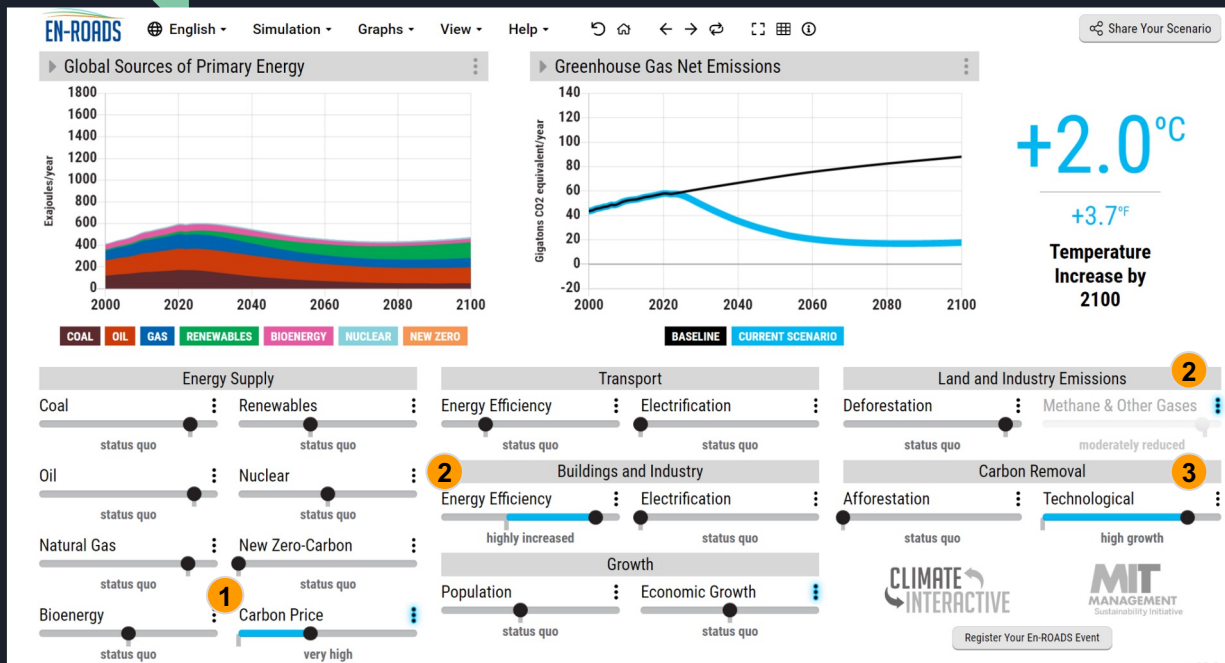 EN-ROADS
English
Simulation
Graphs
View
Help
Share Your Scenario
Global Sources of Primary Energy
Exajoules/year
1800
1600
1400
1200
1000
800
600
400
200
0
2000 2020 2040 2060 2080 2100
COAL OIL GAS RENEWABLES BIOENERGY NUCLEAR NEW ZERO
Greenhouse Gas Net Emissions
Gigatons CO2 equivalent/year
140
120
100
80
60
40
20
0
-20
2000 2020 2040 2060 2080 2100
BASELINE CURRENT SCENARIO
+2.0°C
+3.7°F
Temperature
Increase by
2100
Energy Supply
Coal
status quo
Renewables
status quo
Oil
status quo
Nuclear
status quo
Natural Gas
status quo
New Zero-Carbon
status quo
Bioenergy
status quo
1
Carbon Price
very high
Transport
Energy Efficiency
status quo
Electrification
status quo
2
Buildings and Industry
Energy Efficiency
highly increased
Electrification
status quo
Growth
Population
status quo
Economic Growth
status quo
Land and Industry Emissions
2
Deforestation
status quo
Methane & Other Gases
moderately reduced
Carbon Removal
3
Afforestation
status quo
Technological
high growth
CLIMATE
INTERACTIVE
MIT
MANAGEMENT
Sustainability Initiative
Register Your En-ROADS Event